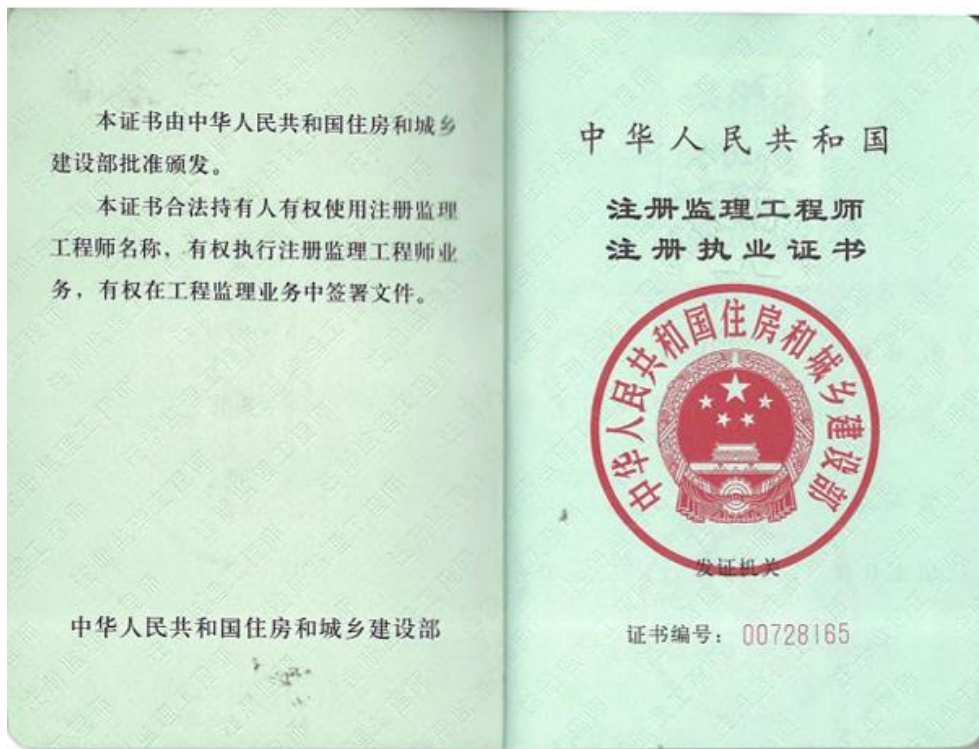 本证书由中华人民共和国住房和城乡
建设部批准颁发。
本证书合法持有人有权使用注册监理
工程师名称，有权执行注册监理工程师业
务，有权在工程监理业务中签署文件。
中华人民共和国住房和城乡建设部
中华人民共和国
注册监理工程师
注册执业证书
中华人民共和国住房和城乡建设部
发证机关
证书编号：00728165